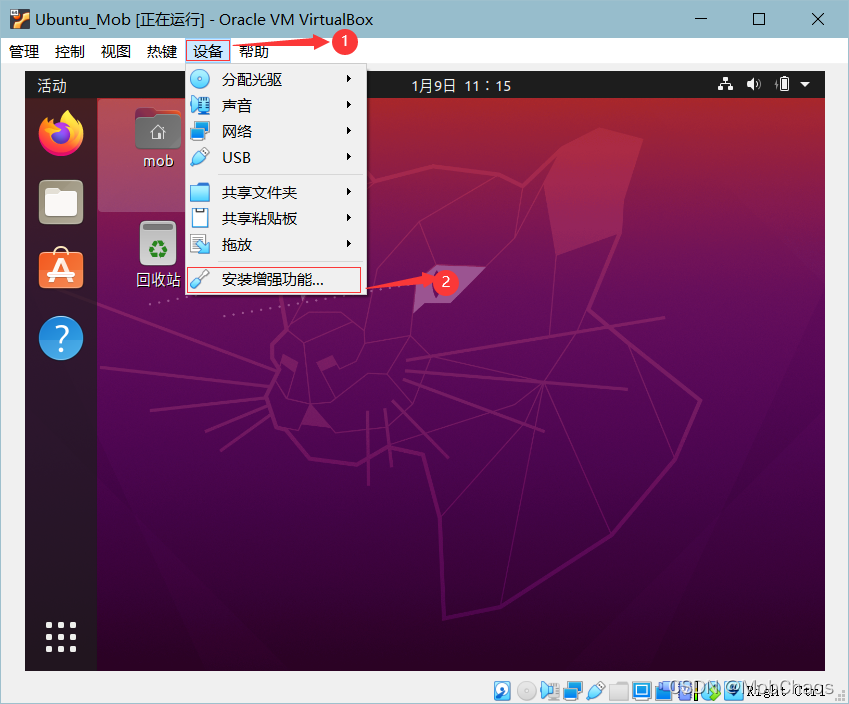 Ubuntu_Mob [正在运行] - Oracle VM VirtualBox
管理 控制 视图 热键 设备 帮助
1
活动
1月9日 11：15
分配光驱
声音
网络
USB
共享文件夹
共享粘贴板
拖放
安装增强功能...
2
mob
回收站
CSDN @MobChaos
Right Ctrl